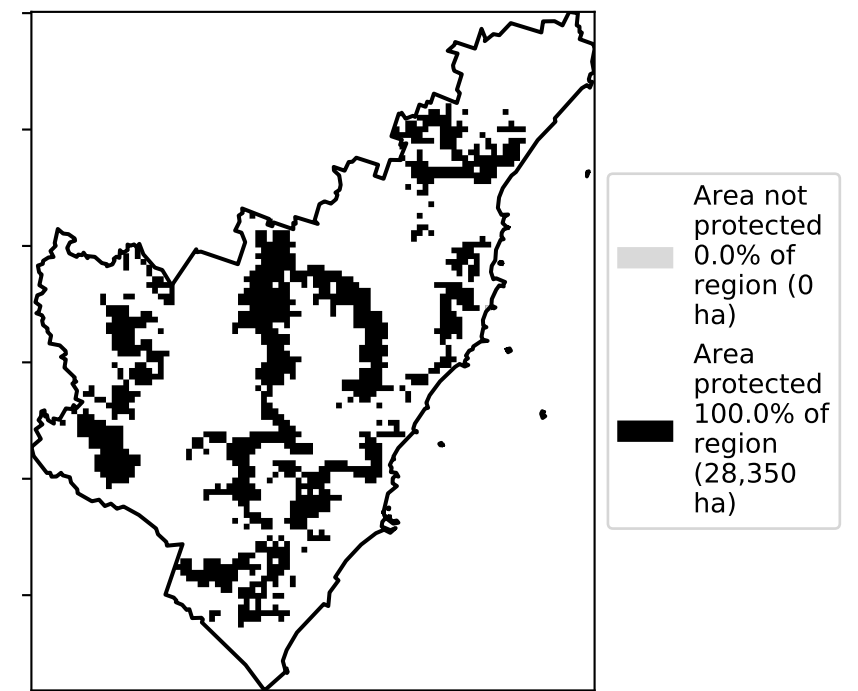 Area not
protected
0.0% of
region (0
ha)
Area
protected
100.0% of
region
(28,350
ha)